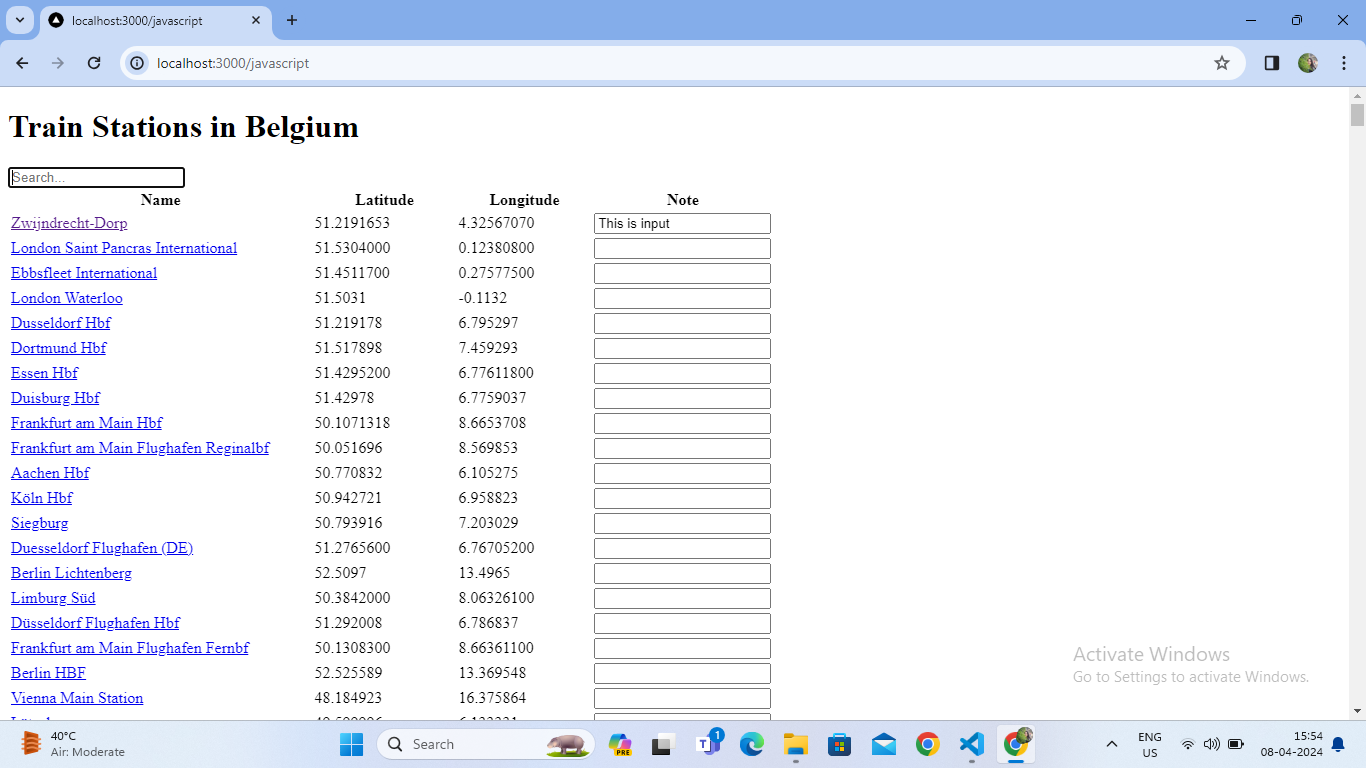 localhost:3000/javascript
localhost:3000/javascript
Train Stations in Belgium
Search...
Name Latitude Longitude Note
Zwijndrecht-Dorp 51.2191653 4.32567070 This is input
London Saint Pancras International 51.5304000 0.12380800
Ebbsfleet International 51.4511700 0.27577500
London Waterloo 51.5031 -0.1132
Dusseldorf Hbf 51.219178 6.795297
Dortmund Hbf 51.517898 7.459293
Essen Hbf 51.4295200 6.77611800
Duisburg Hbf 51.42978 6.7759037
Frankfurt am Main Hbf 50.1071318 8.6653708
Frankfurt am Main Flughafen Reginalbf 50.051696 8.569853
Aachen Hbf 50.770832 6.105275
Köln Hbf 50.942721 6.958823
Siegburg 50.793916 7.203029
Duesseldorf Flughafen (DE) 51.2765600 6.76705200
Berlin Lichtenberg 52.5097 13.4965
Limburg Süd 50.3842000 8.06326100
Düsseldorf Flughafen Hbf 51.292008 6.786837
Frankfurt am Main Flughafen Fernbf 50.1308300 8.66361100
Berlin HBF 52.525589 13.369548
Vienna Main Station 48.184923 16.375864
Activate Windows
Go to Settings to activate Windows.
40°C
Air: Moderate
Search
PRE
1
ENG
US
15:54
08-04-2024